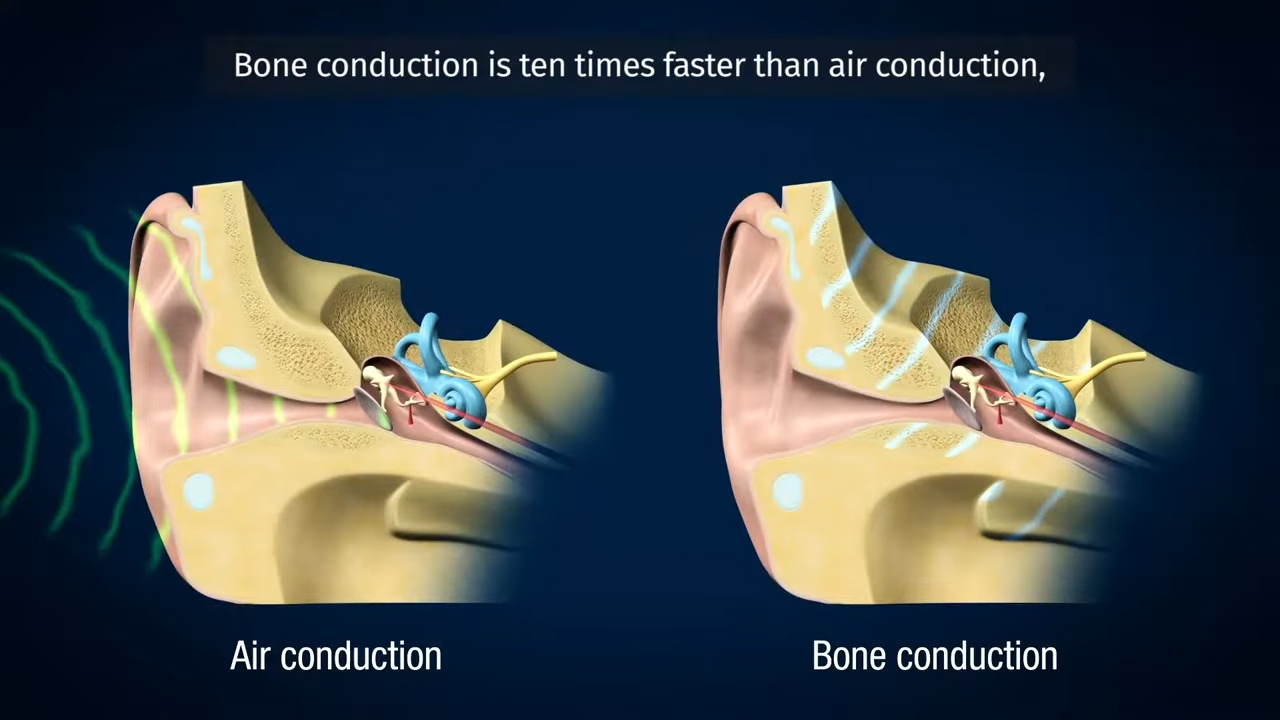 Bone conduction is ten times faster than air conduction,
Air conduction
Bone conduction